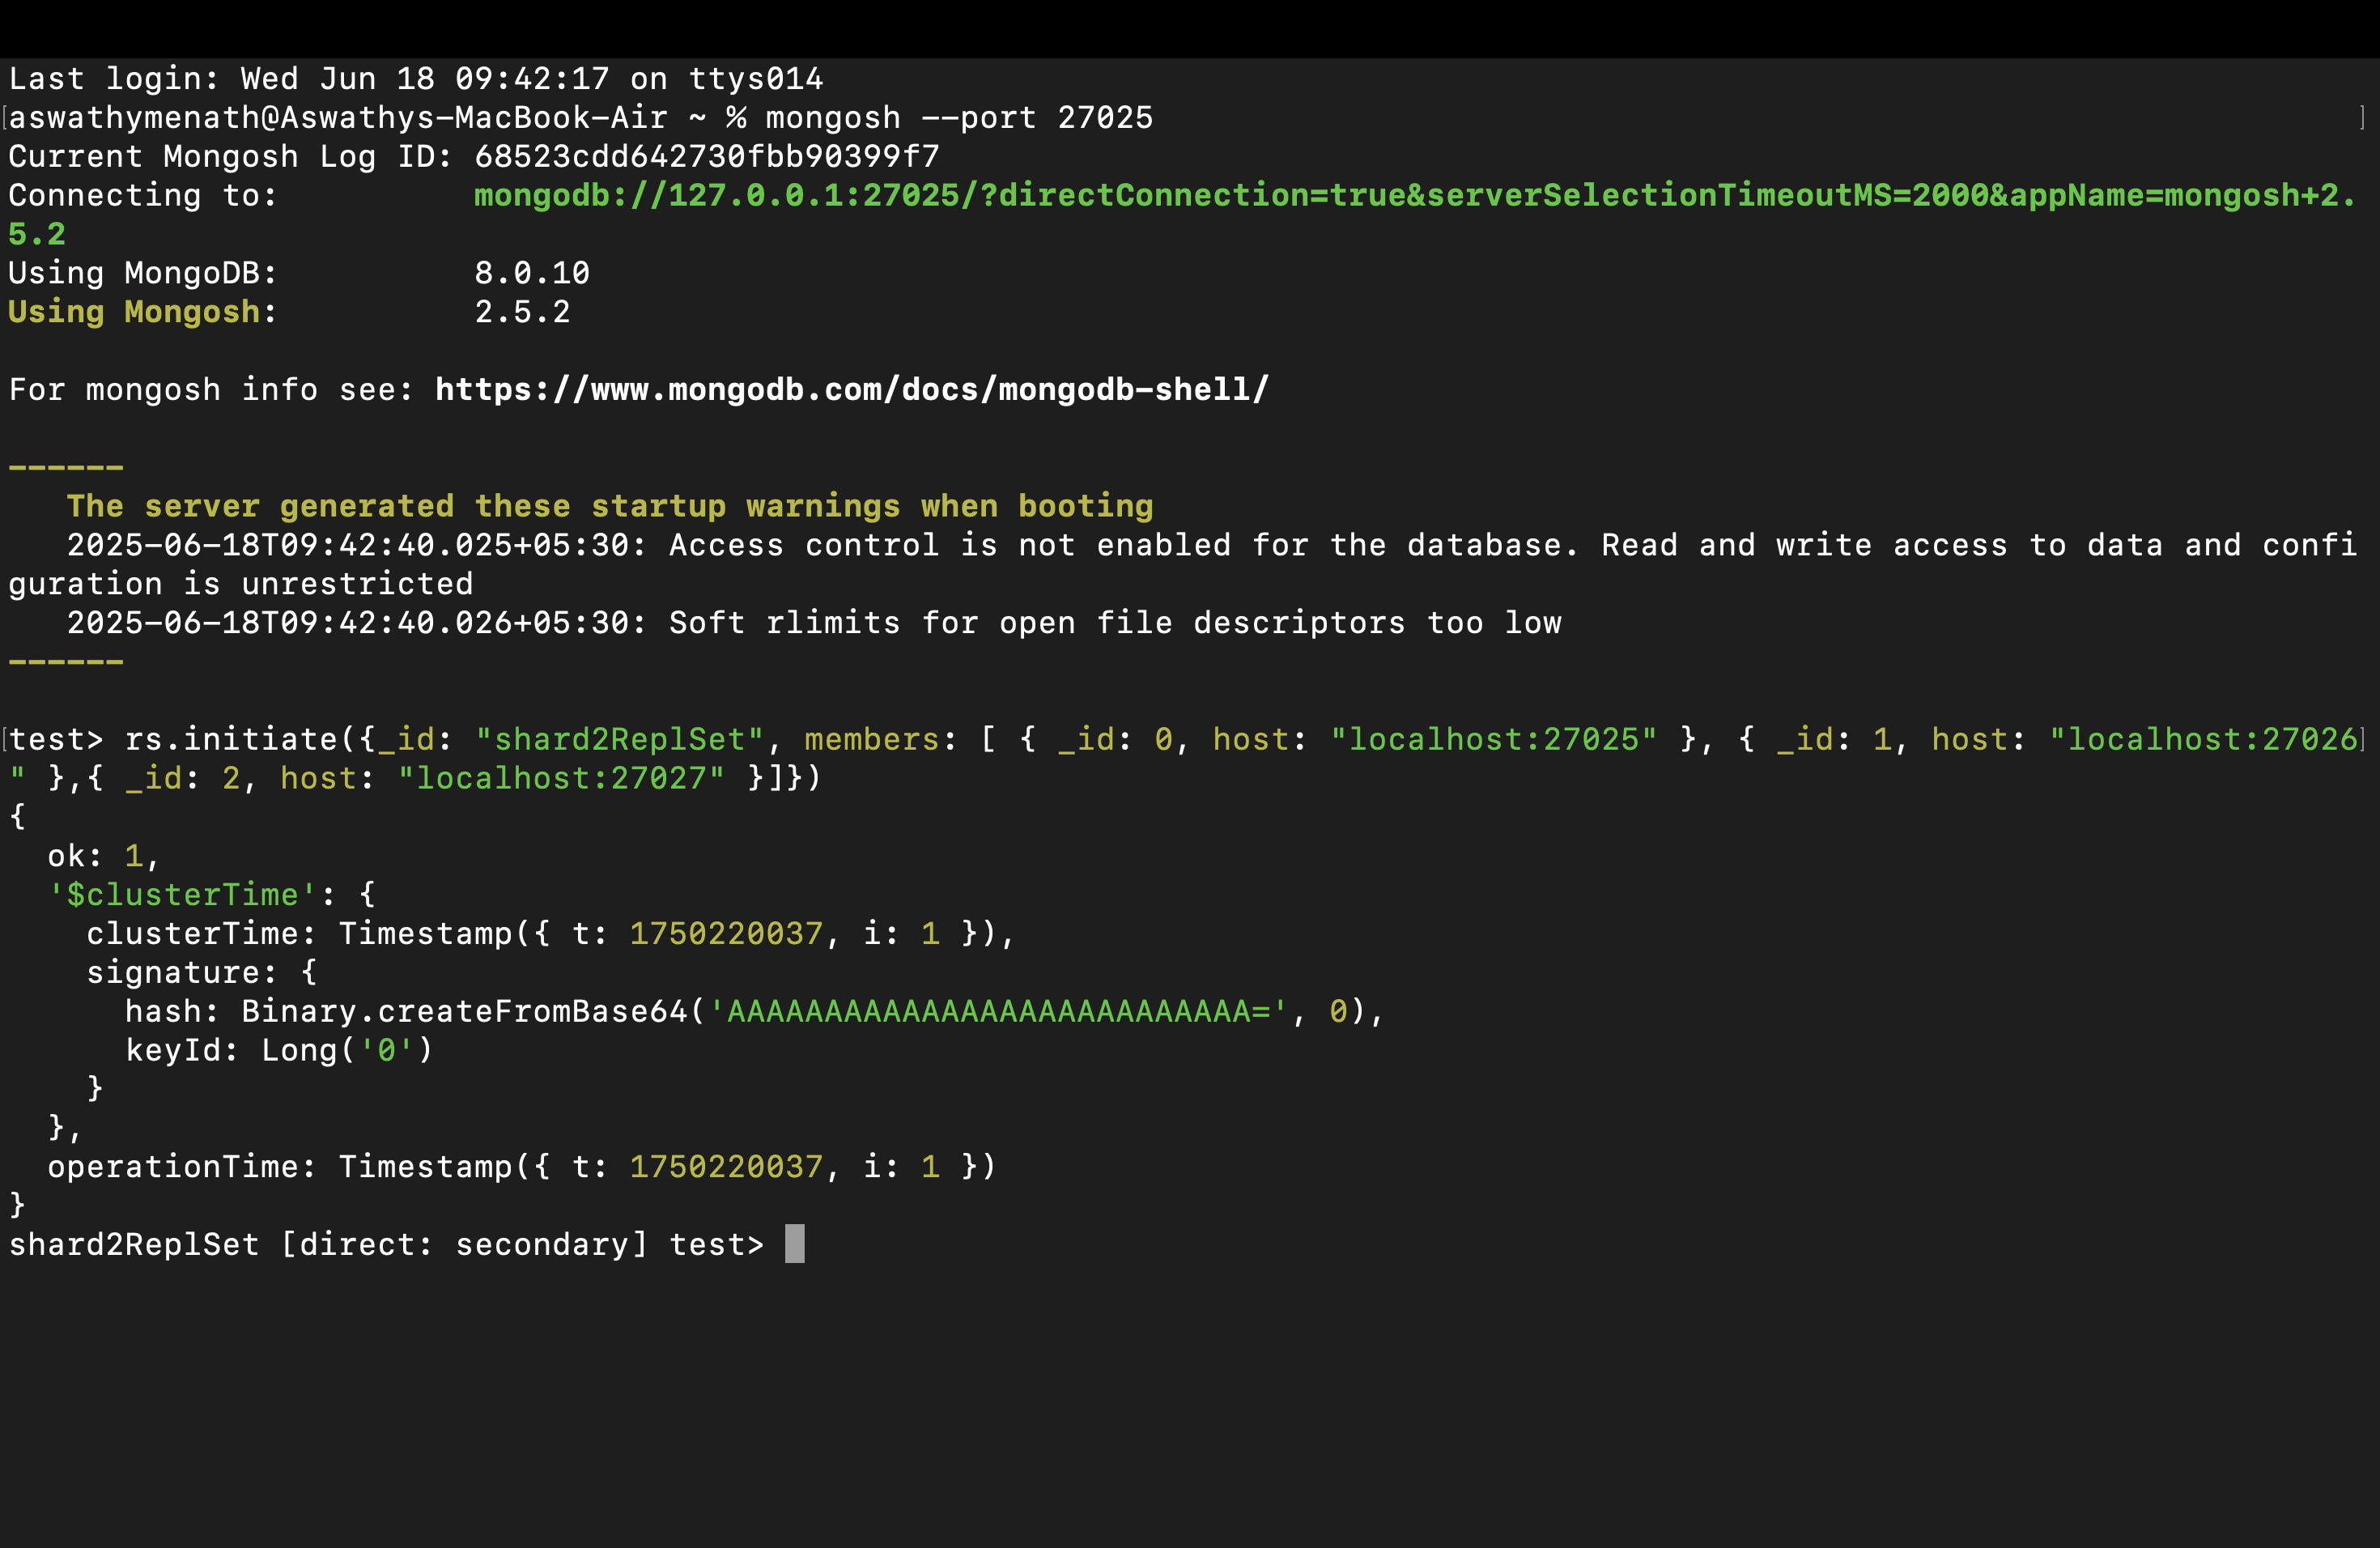 Last login: Wed Jun 18 09:42:17 on ttys014
[aswathymenath@Aswathys-MacBook-Air ~ % mongosh --port 27025 ]
Current Mongosh Log ID: 68523cdd642730fbb90399f7
Connecting to:          mongodb://127.0.0.1:27025/?directConnection=true&serverSelectionTimeoutMS=2000&appName=mongosh+2.
5.2
Using MongoDB:          8.0.10
Using Mongosh:          2.5.2
For mongosh info see: https://www.mongodb.com/docs/mongodb-shell/
------
   The server generated these startup warnings when booting
   2025-06-18T09:42:40.025+05:30: Access control is not enabled for the database. Read and write access to data and confi
guration is unrestricted
   2025-06-18T09:42:40.026+05:30: Soft rlimits for open file descriptors too low
------
[test> rs.initiate({_id: "shard2ReplSet", members: [ { _id: 0, host: "localhost:27025" }, { _id: 1, host: "localhost:27026]
" },{ _id: 2, host: "localhost:27027" }]})
{
  ok: 1,
  '$clusterTime': {
    clusterTime: Timestamp({ t: 1750220037, i: 1 }),
    signature: {
      hash: Binary.createFromBase64('AAAAAAAAAAAAAAAAAAAAAAAAAAA=', 0),
      keyId: Long('0')
    }
  },
  operationTime: Timestamp({ t: 1750220037, i: 1 })
}
shard2ReplSet [direct: secondary] test>